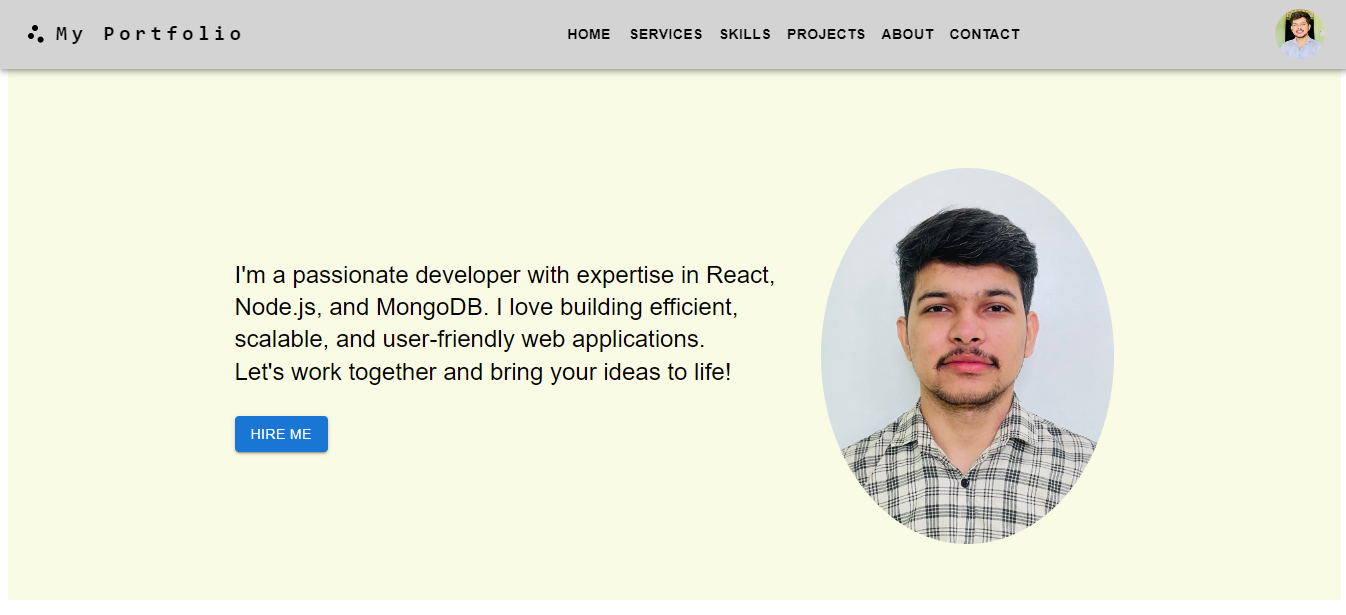 My Portfolio
HOME SERVICES SKILLS PROJECTS ABOUT CONTACT
I'm a passionate developer with expertise in React,
Node.js, and MongoDB. I love building efficient,
scalable, and user-friendly web applications.
Let's work together and bring your ideas to life!
HIRE ME